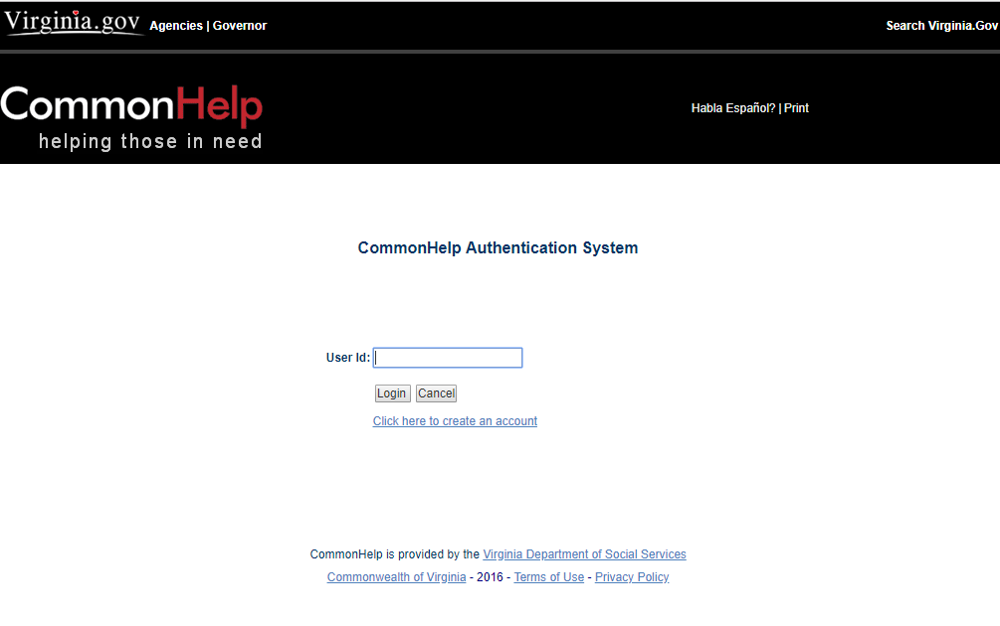 Virginia.gov Agencies | Governor Search Virginia.Gov
CommonHelp
Habla Español? | Print
helping those in need
CommonHelp Authentication System
User Id:
Login Cancel
Click here to create an account
CommonHelp is provided by the Virginia Department of Social Services
Commonwealth of Virginia - 2016 - Terms of Use - Privacy Policy